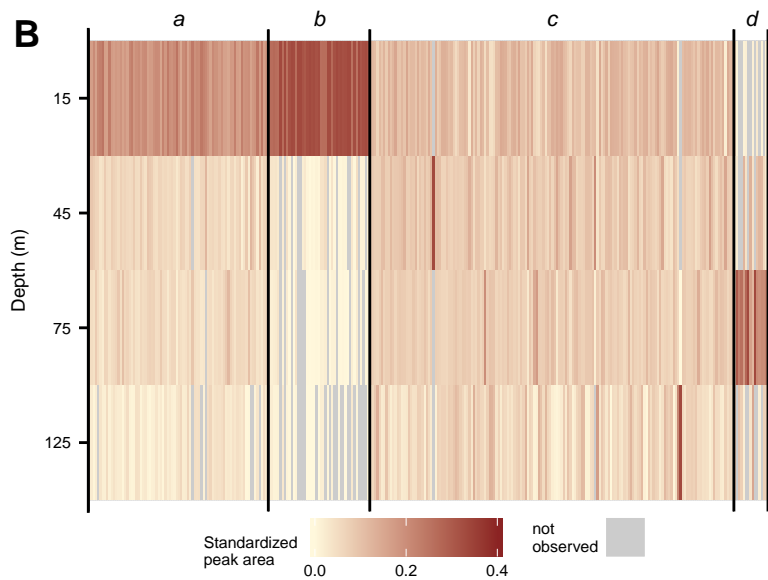 B
a b c d
15
45
75
125
Depth (m)
Standardized
peak area
0.0 0.2 0.4
not
observed